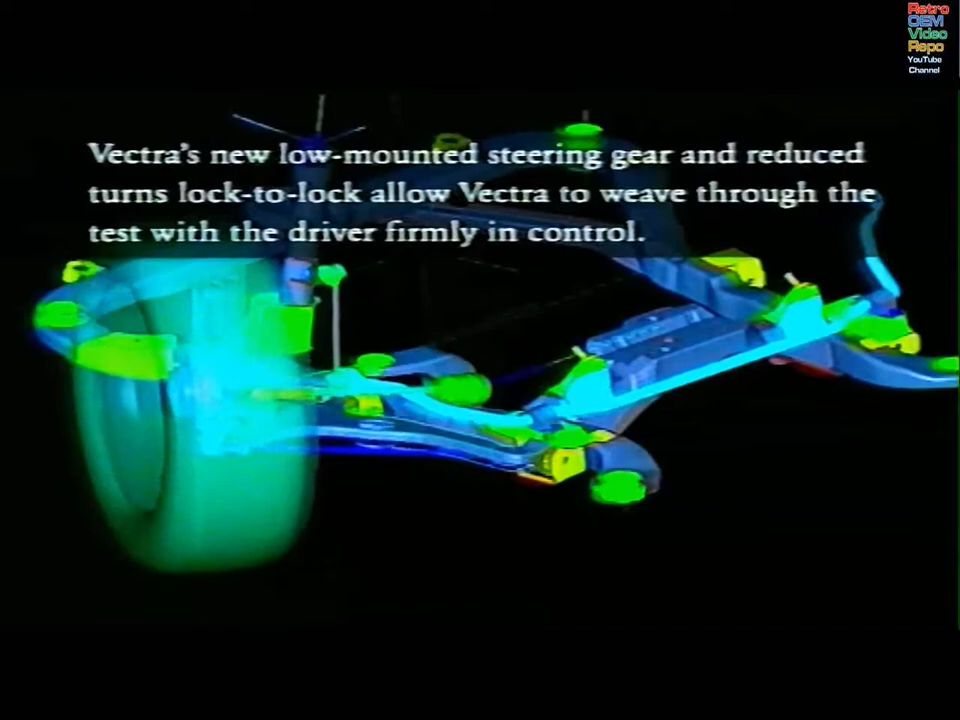 Retro
OEM
Video
Repo
YouTube
Channel
Vectra's new low-mounted steering gear and reduced
turns lock-to-lock allow Vectra to weave through the
test with the driver firmly in control.